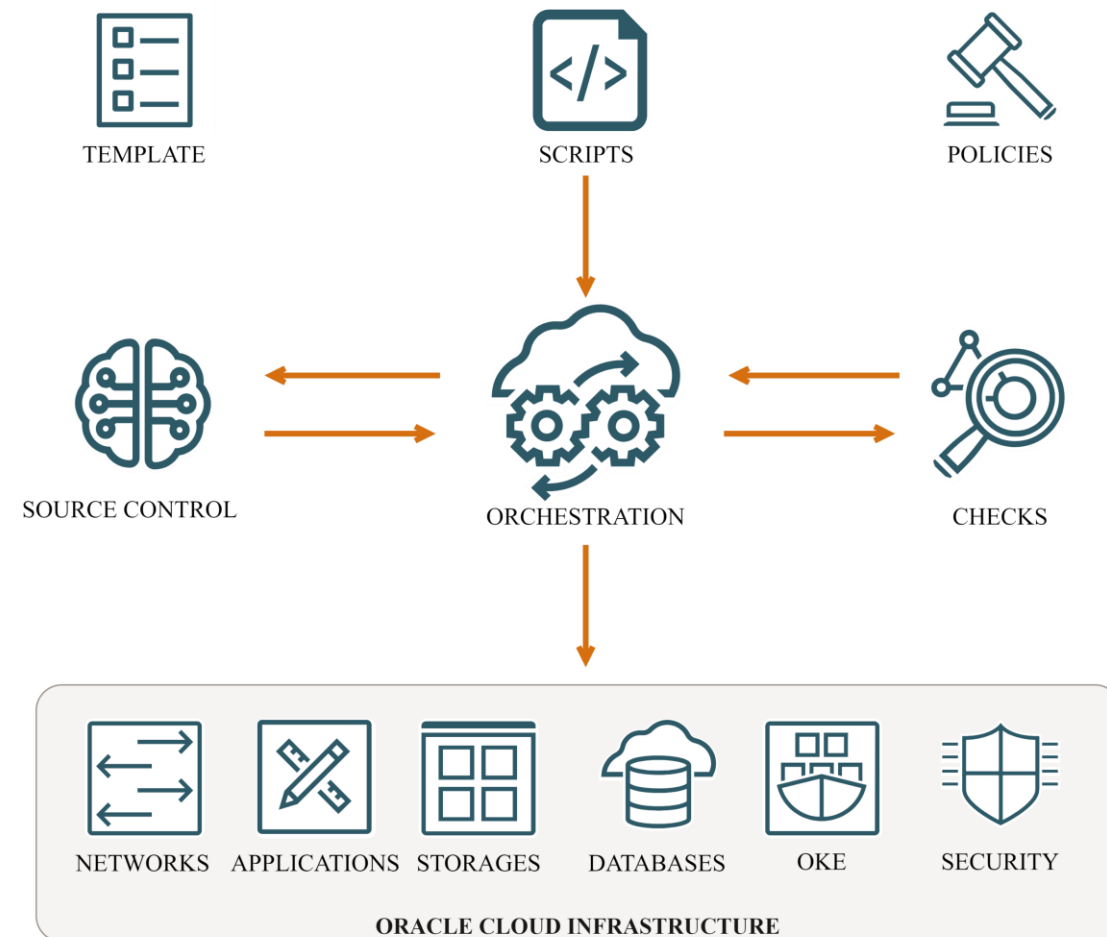 TEMPLATE
SCRIPTS
POLICIES
</>
SOURCE CONTROL
ORCHESTRATION
CHECKS
NETWORKS
APPLICATIONS
STORAGES
DATABASES
OKE
SECURITY
ORACLE CLOUD INFRASTRUCTURE